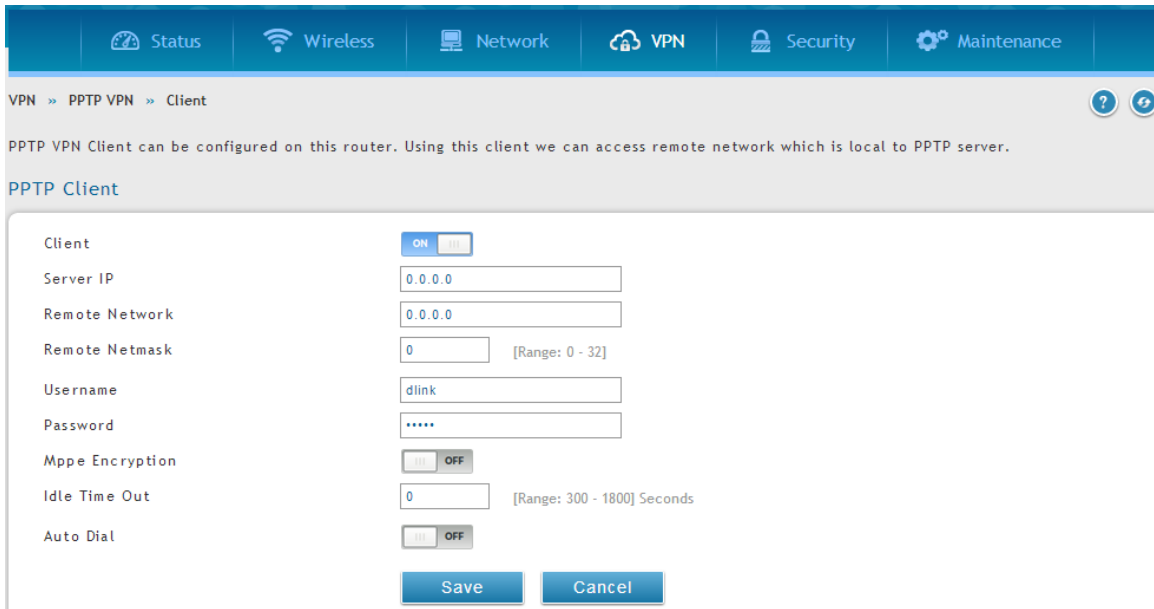 Status Wireless Network VPN Security Maintenance
VPN » PPTP VPN » Client ?
PPTP VPN Client can be configured on this router. Using this client we can access remote network which is local to PPTP server.
PPTP Client
Client ON
Server IP 0.0.0.0
Remote Network 0.0.0.0
Remote Netmask 0 [Range: 0 - 32]
Username dlink
Password •••••
Mppe Encryption OFF
Idle Time Out 0 [Range: 300 - 1800] Seconds
Auto Dial OFF
Save Cancel